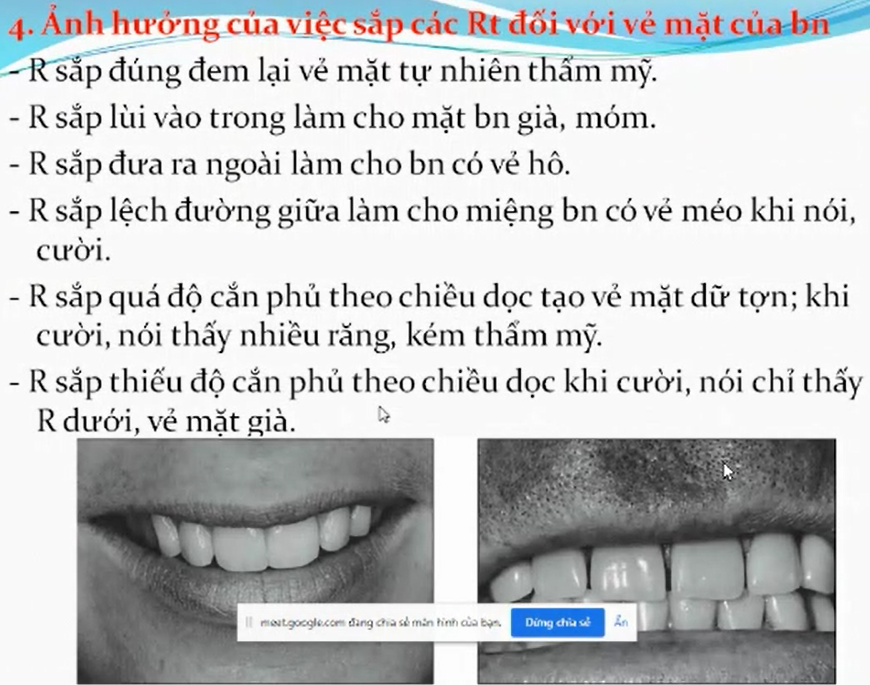 4. Ảnh hưởng của việc sắp các Rt đối với vẻ mặt của bn
- R sắp đúng đem lại vẻ mặt tự nhiên thẩm mỹ.
- R sắp lùi vào trong làm cho mặt bn già, móm.
- R sắp đưa ra ngoài làm cho bn có vẻ hô.
- R sắp lệch đường giữa làm cho miệng bn có vẻ méo khi nói,
cười.
- R sắp quá độ cắn phủ theo chiều dọc tạo vẻ mặt dữ tợn; khi
cười, nói thấy nhiều răng, kém thẩm mỹ.
- R sắp thiếu độ cắn phủ theo chiều dọc khi cười, nói chỉ thấy
R dưới, vẻ mặt già.
meet.google.com đang chia sẻ màn hình của bạn.
Dừng chia sẻ
Ẩn